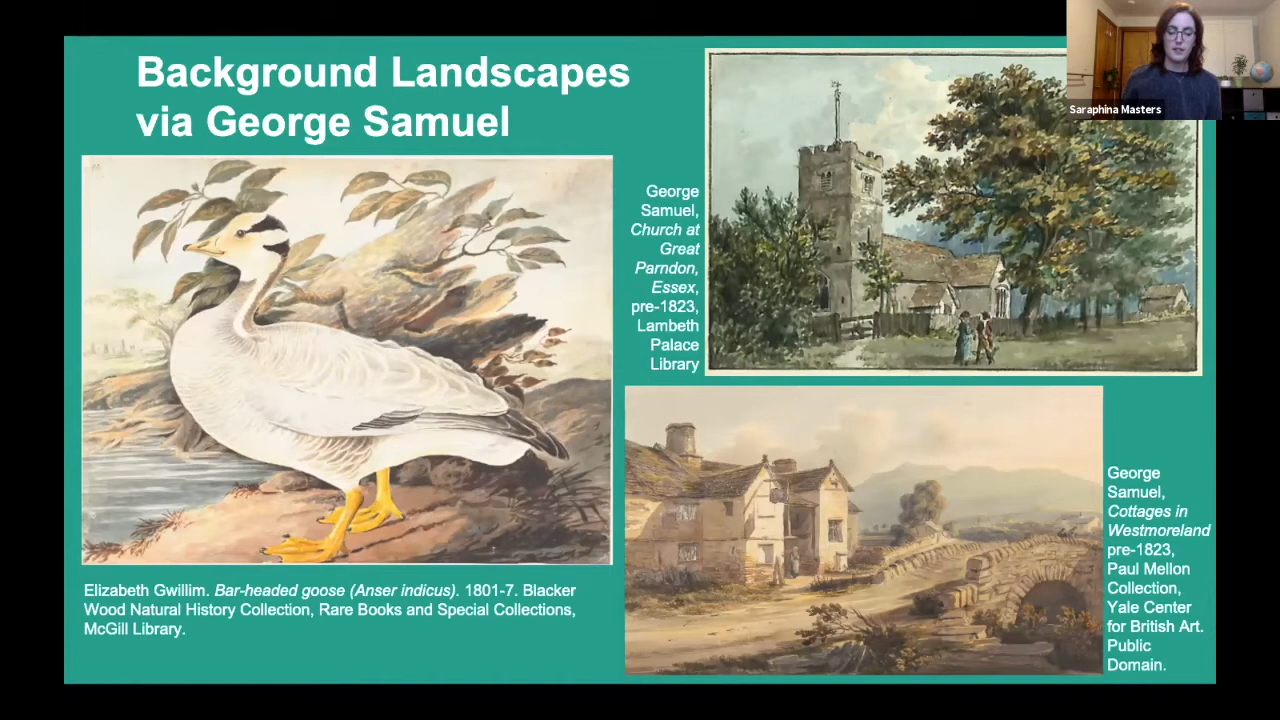 Background Landscapes
via George Samuel
Saraphina Masters
George
Samuel,
Church at
Great
Parndon,
Essex,
pre-1823,
Lambeth
Palace
Library
Elizabeth Gwillim. Bar-headed goose (Anser indicus). 1801-7. Blacker
Wood Natural History Collection, Rare Books and Special Collections,
McGill Library.
George
Samuel,
Cottages in
Westmoreland
pre-1823,
Paul Mellon
Collection,
Yale Center
for British Art.
Public
Domain.